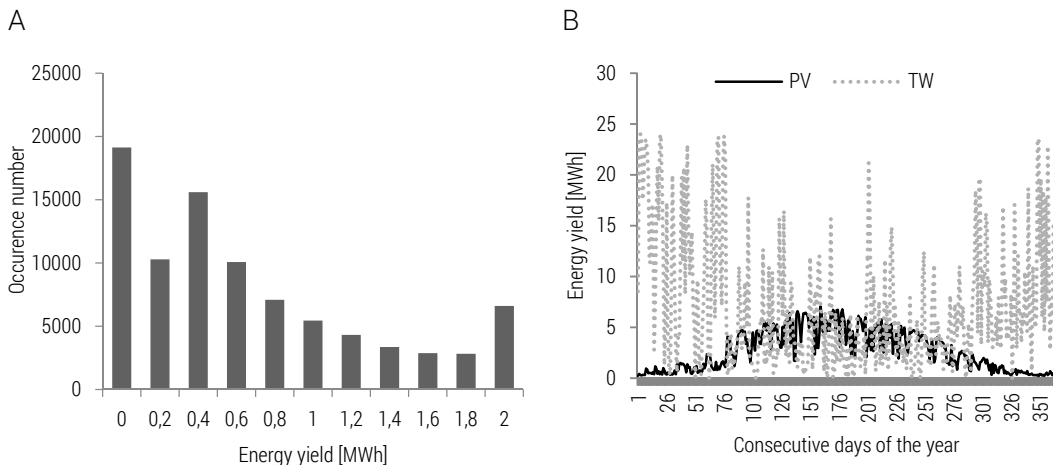 A
25000
20000
15000
10000
5000
0
Occurence number
0 0,2 0,4 0,6 0,8 1 1,2 1,4 1,6 1,8 2
Energy yield [MWh]
B
PV TW
30
25
20
15
10
5
0
Energy yield [MWh]
1 26 51 76 101 126 151 176 201 226 251 276 301 326 351
Consecutive days of the year